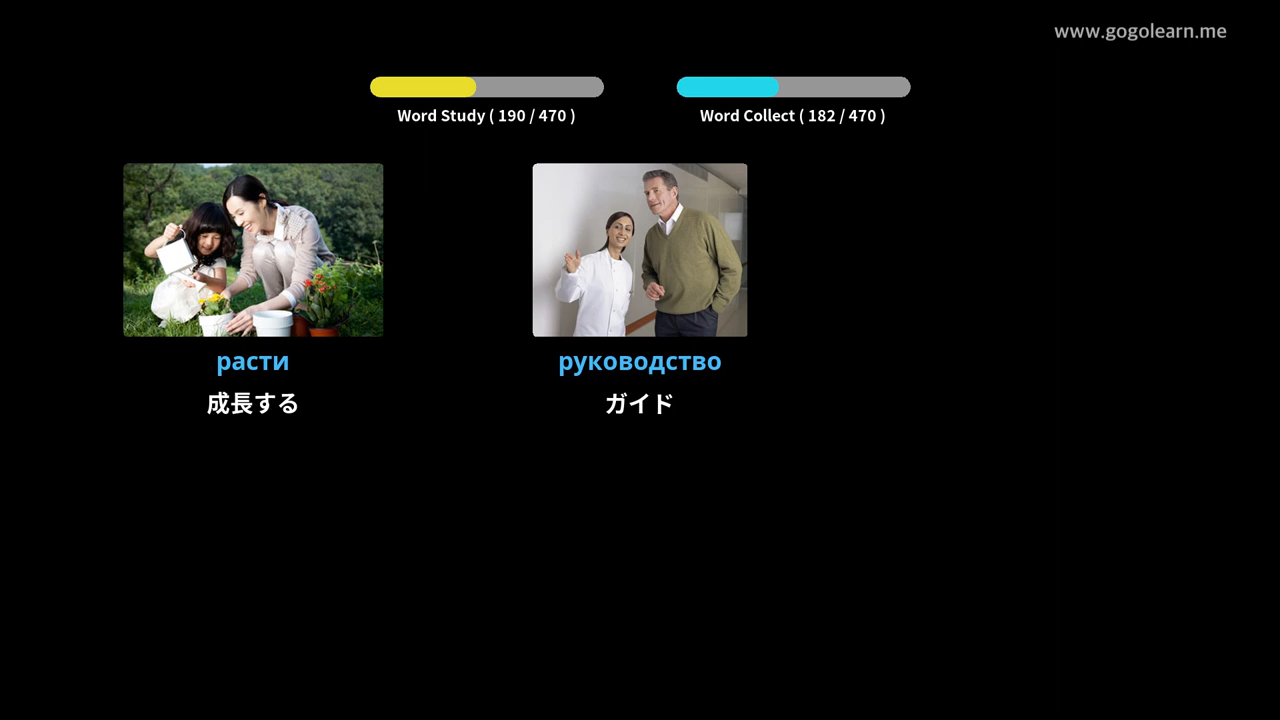 www.gogolearn.me
Word Study ( 190 / 470 )
Word Collect ( 182 / 470 )
расти
成長する
руководство
ガイド